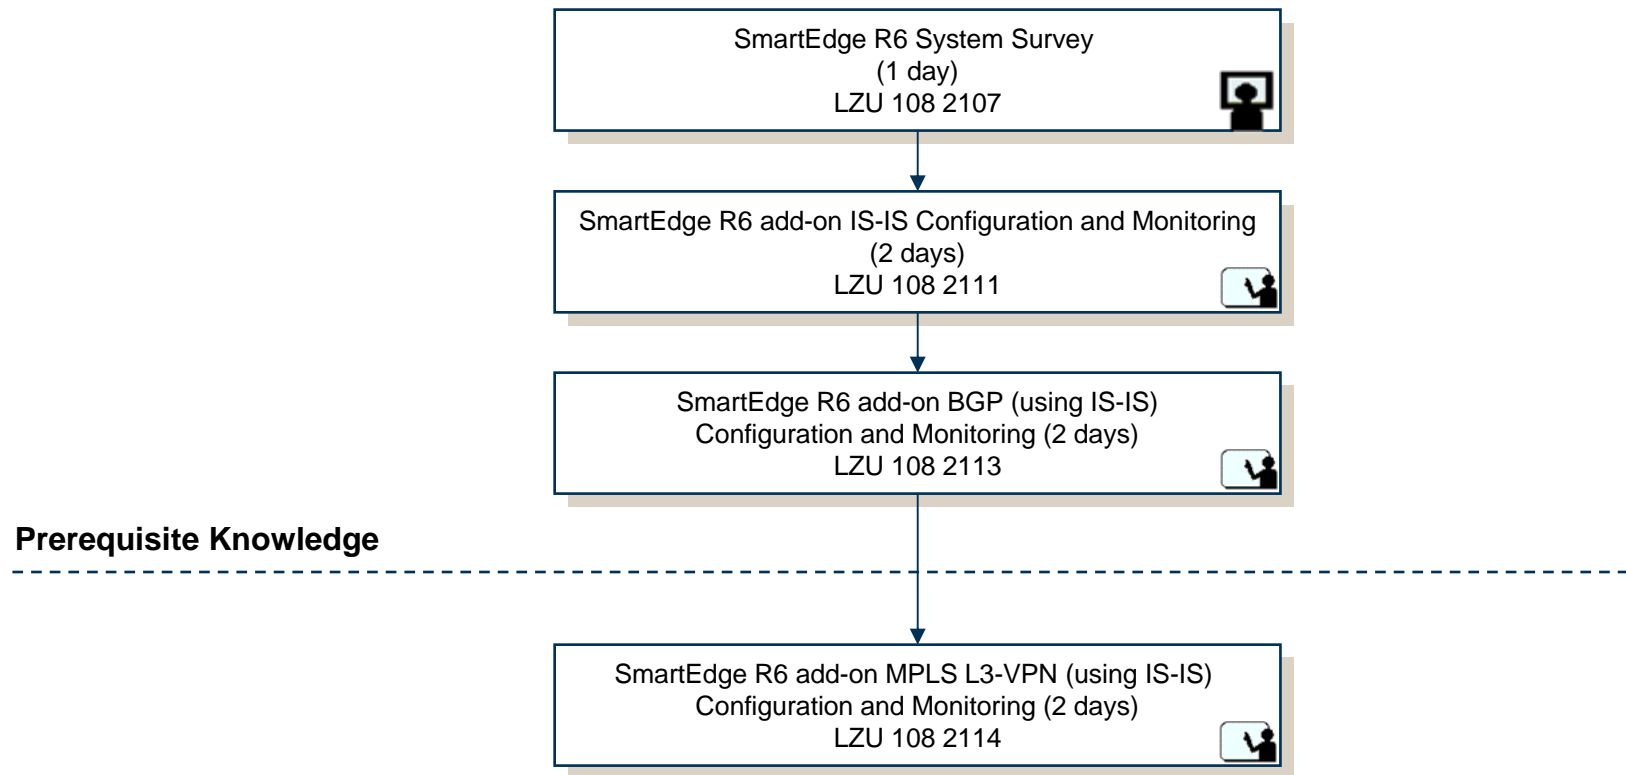 SmartEdge R6 System Survey
(1 day)
LZU 108 2107
SmartEdge R6 add-on IS-IS Configuration and Monitoring
(2 days)
LZU 108 2111
SmartEdge R6 add-on BGP (using IS-IS)
Configuration and Monitoring (2 days)
LZU 108 2113
Prerequisite Knowledge
SmartEdge R6 add-on MPLS L3-VPN (using IS-IS)
Configuration and Monitoring (2 days)
LZU 108 2114